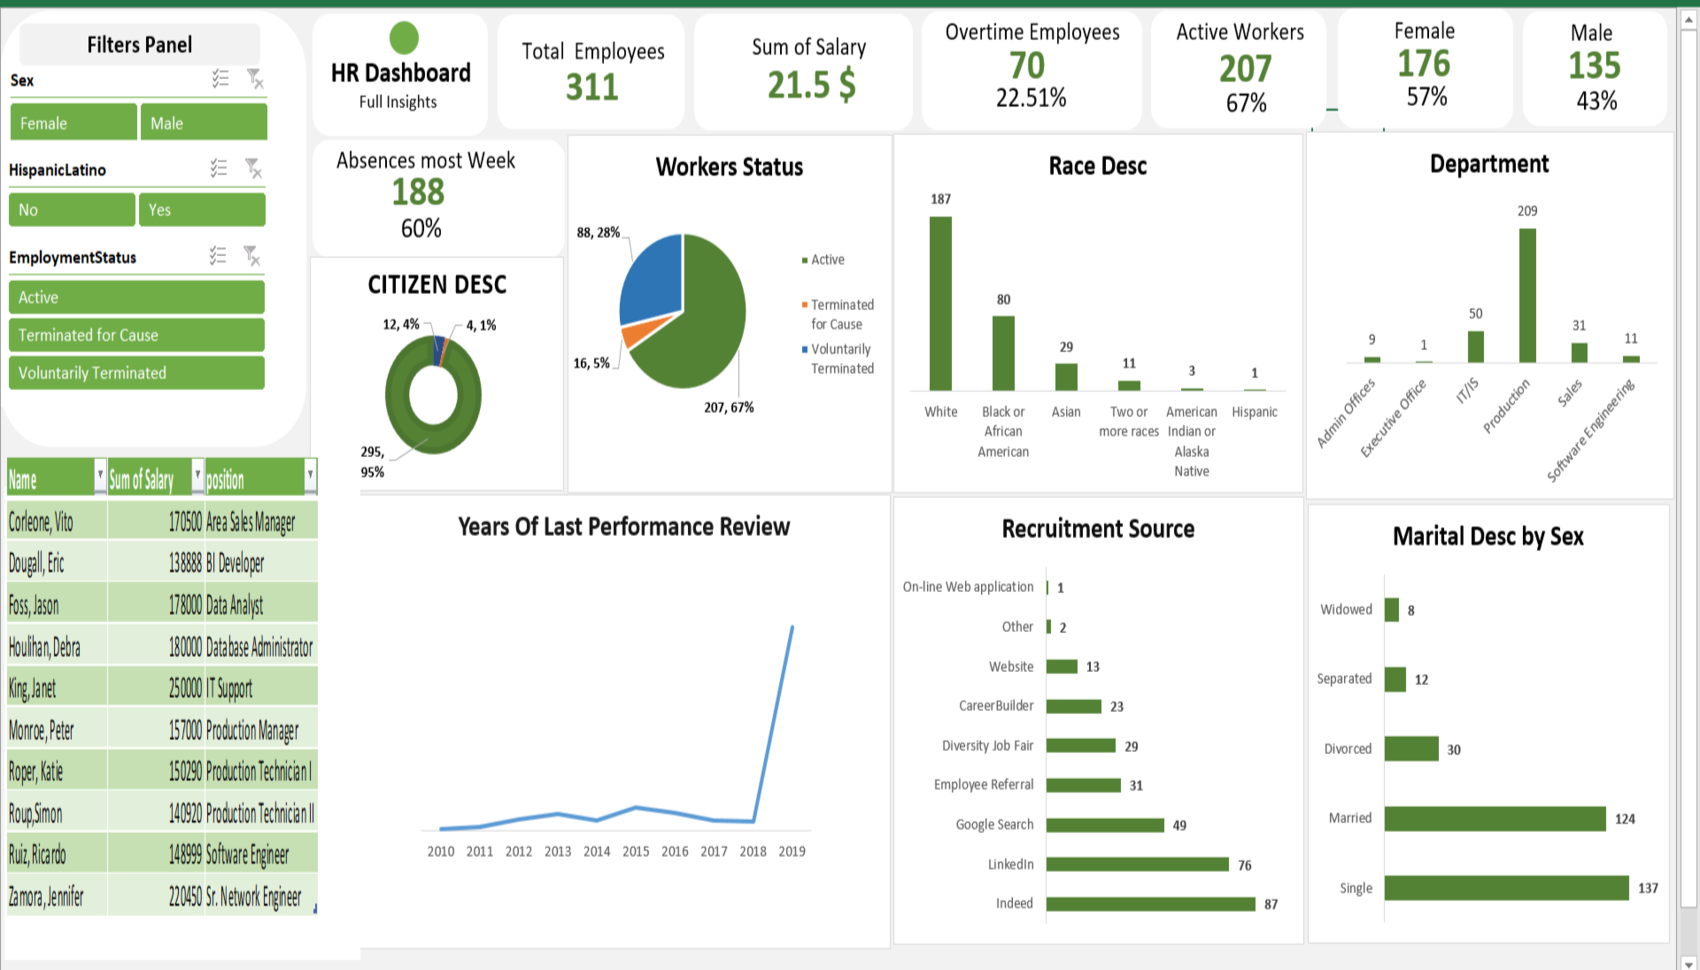 Filters Panel
Sex
Female
Male
HispanicLatino
No
Yes
EmploymentStatus
Active
Terminated for Cause
Voluntarily Terminated
HR Dashboard
Full Insights
Total Employees
311
Sum of Salary
21.5 $
Overtime Employees
70
22.51%
Active Workers
207
67%
Female
176
57%
Male
135
43%
Absences most Week
188
60%
CITIZEN DESC
12, 4%
4, 1%
295,
95%
Workers Status
88, 28%
16, 5%
207, 67%
Active
Terminated
for Cause
Voluntarily
Terminated
Race Desc
187
80
29
11
3
1
White
Black or
African
American
Asian
Two or
more races
American
Indian or
Alaska
Native
Hispanic
Department
9
1
50
209
31
11
Admin Offices
Executive Office
IT/IS
Production
Sales
Software Engineering
Name Sum of Salary position
Corleone, Vito 170500 Area Sales Manager
Dougall, Eric 138888 BI Developer
Foss, Jason 178000 Data Analyst
Houlihan, Debra 180000 Database Administrator
King, Janet 250000 IT Support
Monroe, Peter 157000 Production Manager
Roper, Katie 150290 Production Technician I
Roup,Simon 140920 Production Technician II
Ruiz, Ricardo 148999 Software Engineer
Zamora, Jennifer 220450 Sr. Network Engineer
Years Of Last Performance Review
2010 2011 2012 2013 2014 2015 2016 2017 2018 2019
Recruitment Source
On-line Web application 1
Other 2
Website 13
CareerBuilder 23
Diversity Job Fair 29
Employee Referral 31
Google Search 49
LinkedIn 76
Indeed 87
Marital Desc by Sex
Widowed 8
Separated 12
Divorced 30
Married 124
Single 137